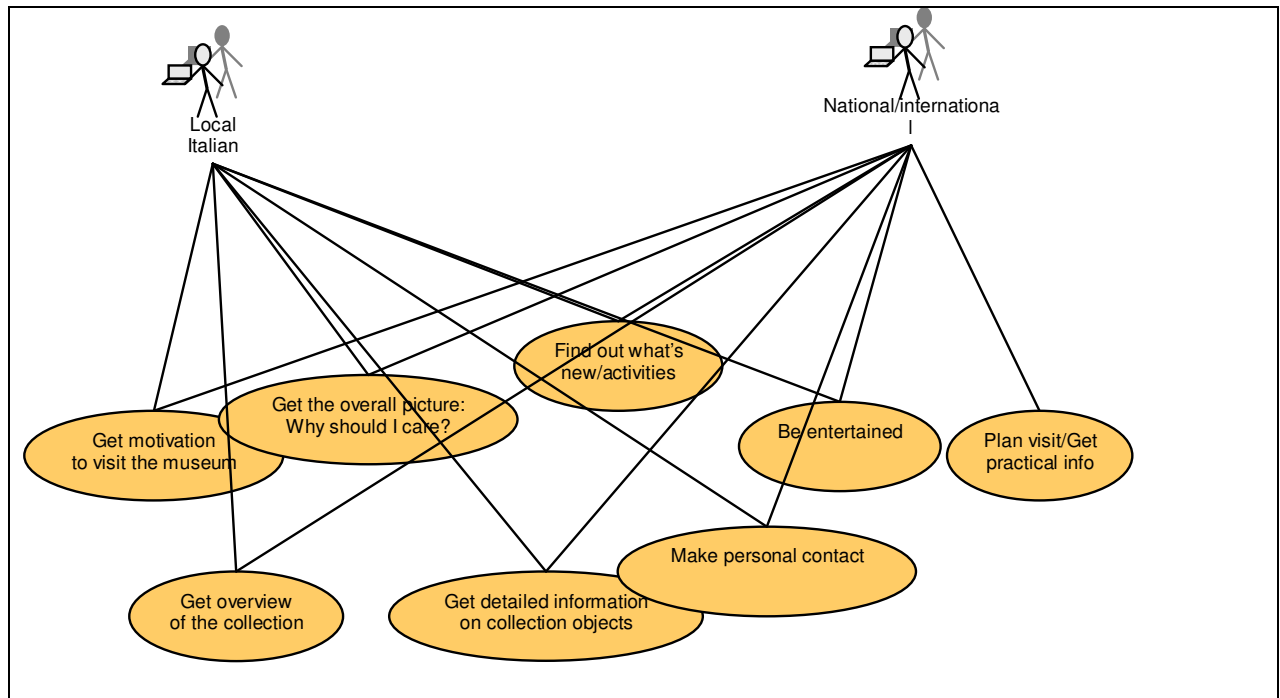 Local
Italian
National/internationa
l
Find out what's
new/activities
Get the overall picture:
Why should I care?
Get motivation
to visit the museum
Be entertained
Plan visit/Get
practical info
Make personal contact
Get overview
of the collection
Get detailed information
on collection objects